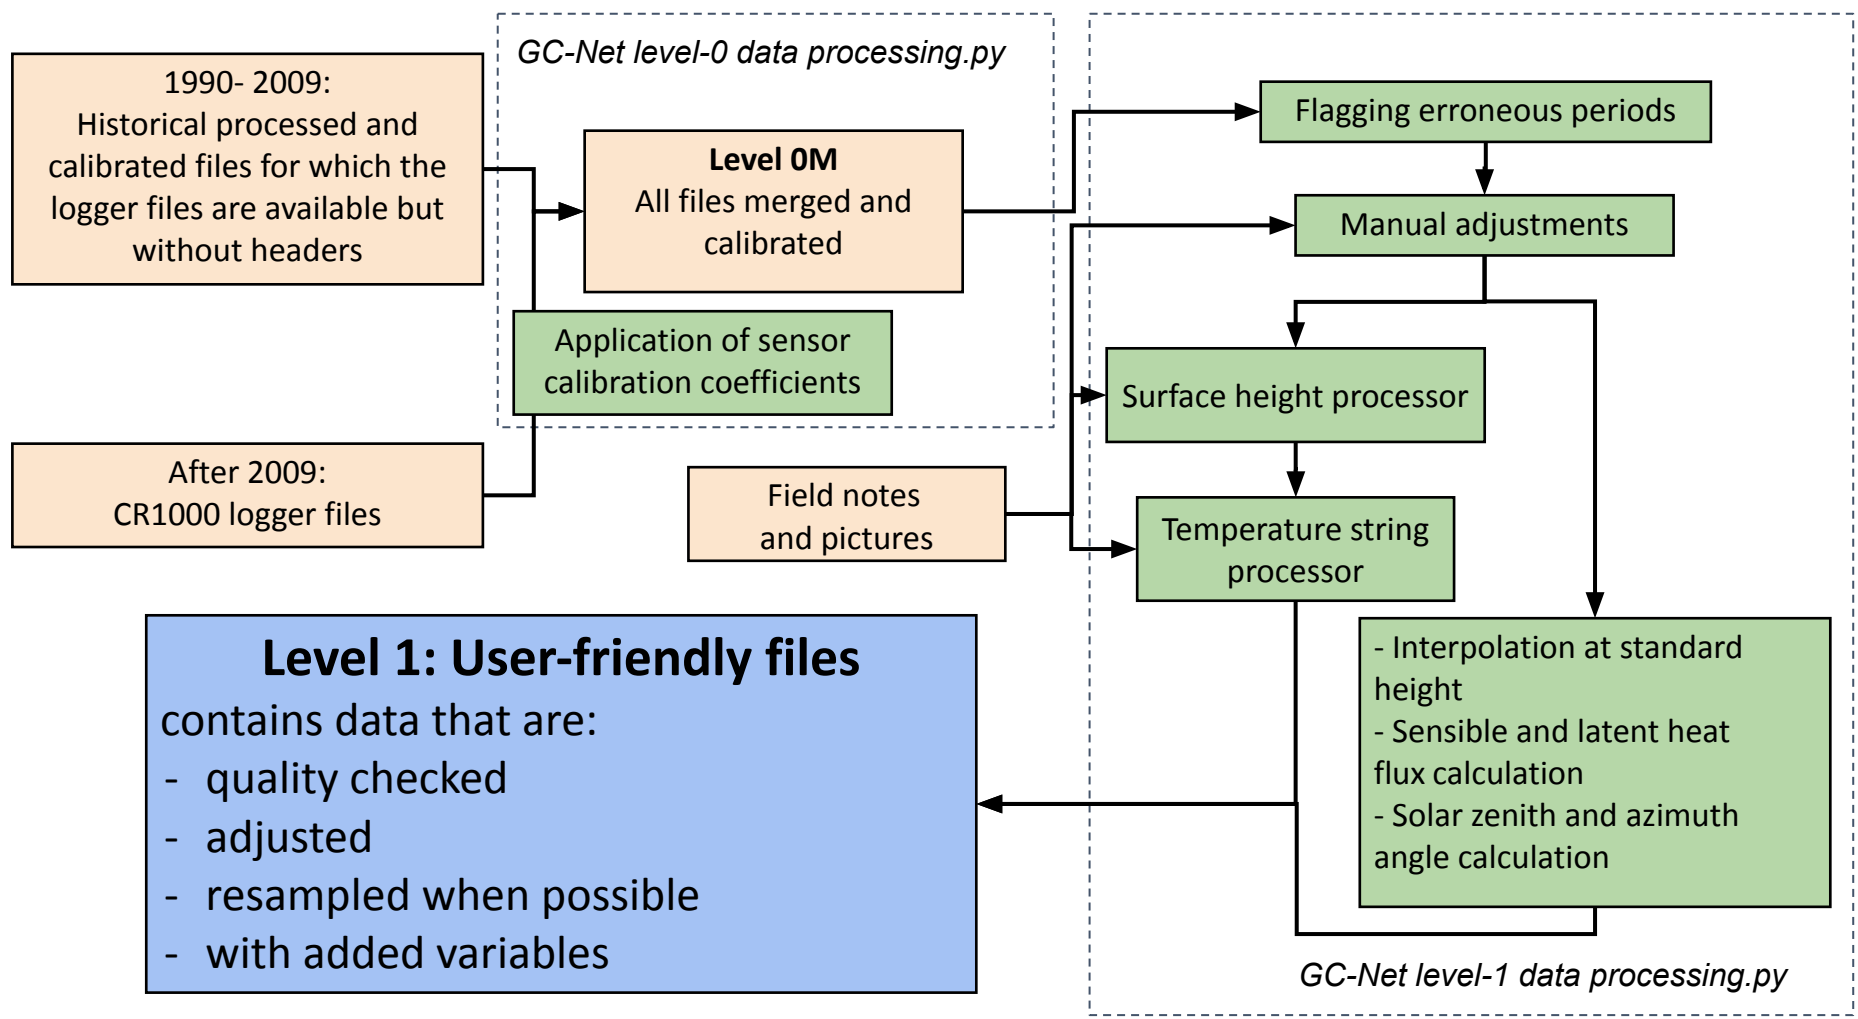 GC-Net level-0 data processing.py
1990- 2009:
Historical processed and
calibrated files for which the
logger files are available but
without headers
Level 0M
All files merged and
calibrated
Application of sensor
calibration coefficients
After 2009:
CR1000 logger files
Field notes
and pictures
Flagging erroneous periods
Manual adjustments
Surface height processor
Temperature string
processor
- Interpolation at standard
height
- Sensible and latent heat
flux calculation
- Solar zenith and azimuth
angle calculation
GC-Net level-1 data processing.py
Level 1: User-friendly files
contains data that are:
- quality checked
- adjusted
- resampled when possible
- with added variables